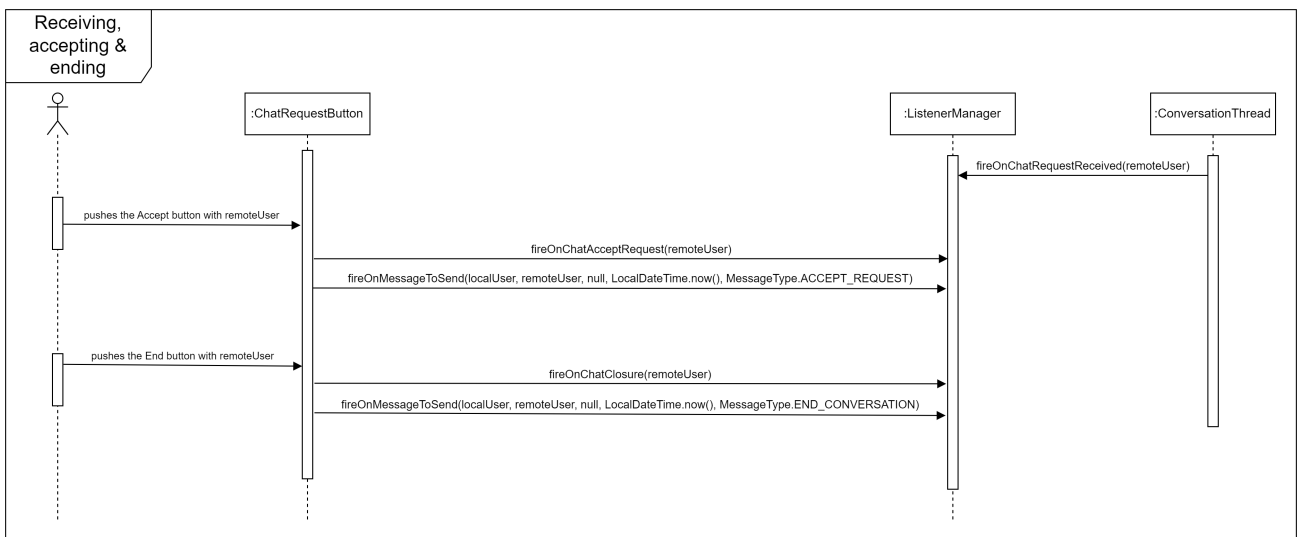 Receiving,
accepting &
ending
:ChatRequestButton
:ListenerManager
:ConversationThread
fireOnChatRequestReceived(remoteUser)
pushes the Accept button with remoteUser
fireOnChatAcceptRequest(remoteUser)
fireOnMessageToSend(localUser, remoteUser, null, LocalDateTime.now(), MessageType.ACCEPT_REQUEST)
pushes the End button with remoteUser
fireOnChatClosure(remoteUser)
fireOnMessageToSend(localUser, remoteUser, null, LocalDateTime.now(), MessageType.END_CONVERSATION)